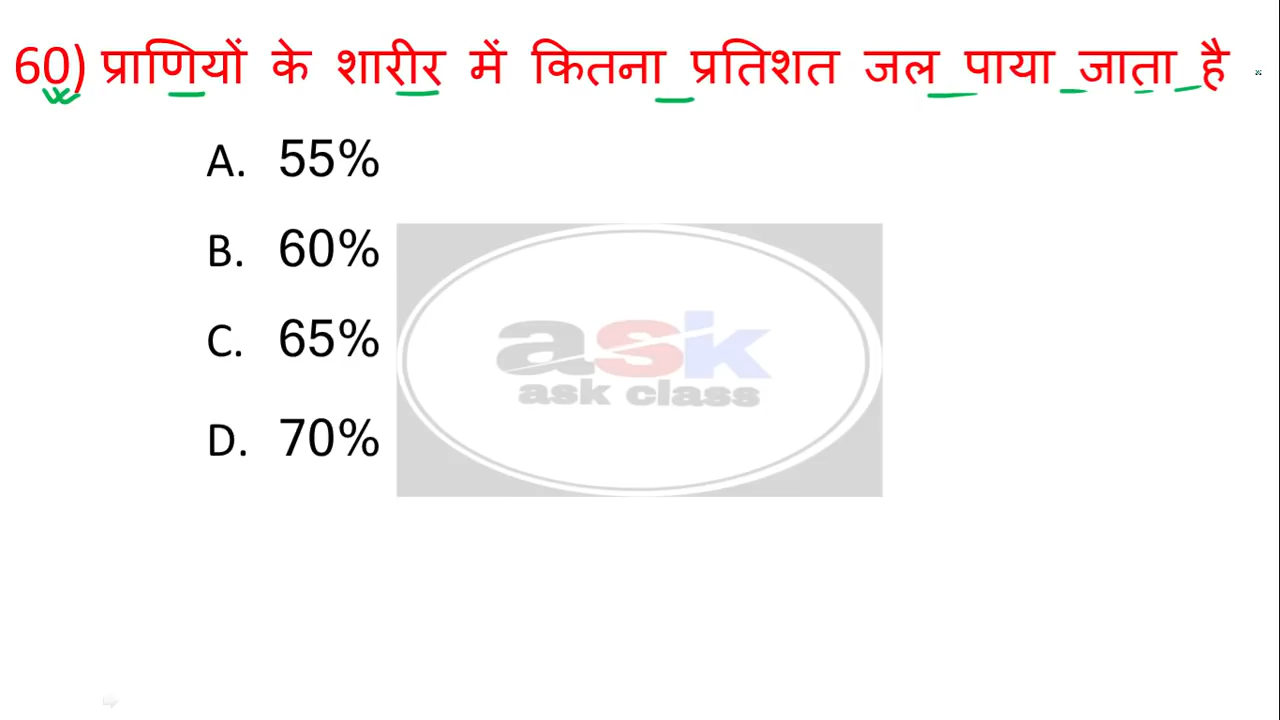 60) प्राणियों के शारीर में कितना प्रतिशत जल पाया जाता है
A. 55%
B. 60%
C. 65%
D. 70%
ask
ask class